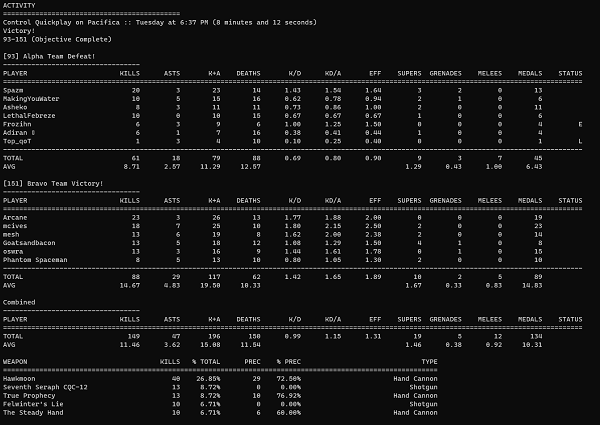 ACTIVITY
Control Quickplay on Pacifica :: Tuesday at 6:37 PM (8 minutes and 12 seconds)
Victory!
93-151 (Objective Complete)
[93] Alpha Team Defeat!
PLAYER KILLS ASTS K+A DEATHS K/D KD/A EFF SUPERS GRENADES MELEES MEDALS STATUS
Spazm 20 3 23 14 1.43 1.54 1.64 3 2 0 13
MakingYouWater 10 5 15 16 0.62 0.78 0.94 2 1 0 6
Asheko 8 3 11 11 0.73 0.86 1.00 2 0 0 11
LethalFebreze 10 0 10 15 0.67 0.67 0.67 1 0 0 6
Frozihn 6 3 9 6 1.00 1.25 1.50 0 0 0 4 E
Adiran 6 1 7 16 0.38 0.41 0.44 1 0 0 4
Top_qoT 1 3 4 10 0.10 0.25 0.40 0 0 0 1 L
TOTAL 61 18 79 88 0.69 0.80 0.90 9 3 7 45
AVG 8.71 2.57 11.29 12.57 1.29 0.43 1.00 6.43
[151] Bravo Team Victory!
PLAYER KILLS ASTS K+A DEATHS K/D KD/A EFF SUPERS GRENADES MELEES MEDALS STATUS
Arcane 23 3 26 13 1.77 1.88 2.00 0 0 0 19
mcives 18 7 25 10 1.80 2.15 2.50 2 0 0 23
mesh 13 6 19 8 1.62 2.00 2.38 2 0 0 14
Goatsandbacon 13 5 18 12 1.08 1.29 1.50 4 1 0 8
oswra 13 3 16 9 1.44 1.61 1.78 0 1 0 15
Phantom Spaceman 8 5 13 10 0.80 1.05 1.30 2 0 0 10
TOTAL 88 29 117 62 1.42 1.65 1.89 10 2 5 89
AVG 14.67 4.83 19.50 10.33 1.67 0.33 0.83 14.83
Combined
PLAYER KILLS ASTS K+A DEATHS K/D KD/A EFF SUPERS GRENADES MELEES MEDALS STATUS
TOTAL 149 47 196 150 0.99 1.15 1.31 19 5 12 134
AVG 11.46 3.62 15.08 11.54 1.46 0.38 0.92 10.31
WEAPON KILLS % TOTAL PREC % PREC TYPE
Hawkmoon 40 26.85% 29 72.50% Hand Cannon
Seventh Seraph CQC-12 13 8.72% 0 0.00% Shotgun
True Prophecy 13 8.72% 10 76.92% Hand Cannon
Felwinter's Lie 10 6.71% 0 0.00% Shotgun
The Steady Hand 10 6.71% 6 60.00% Hand Cannon